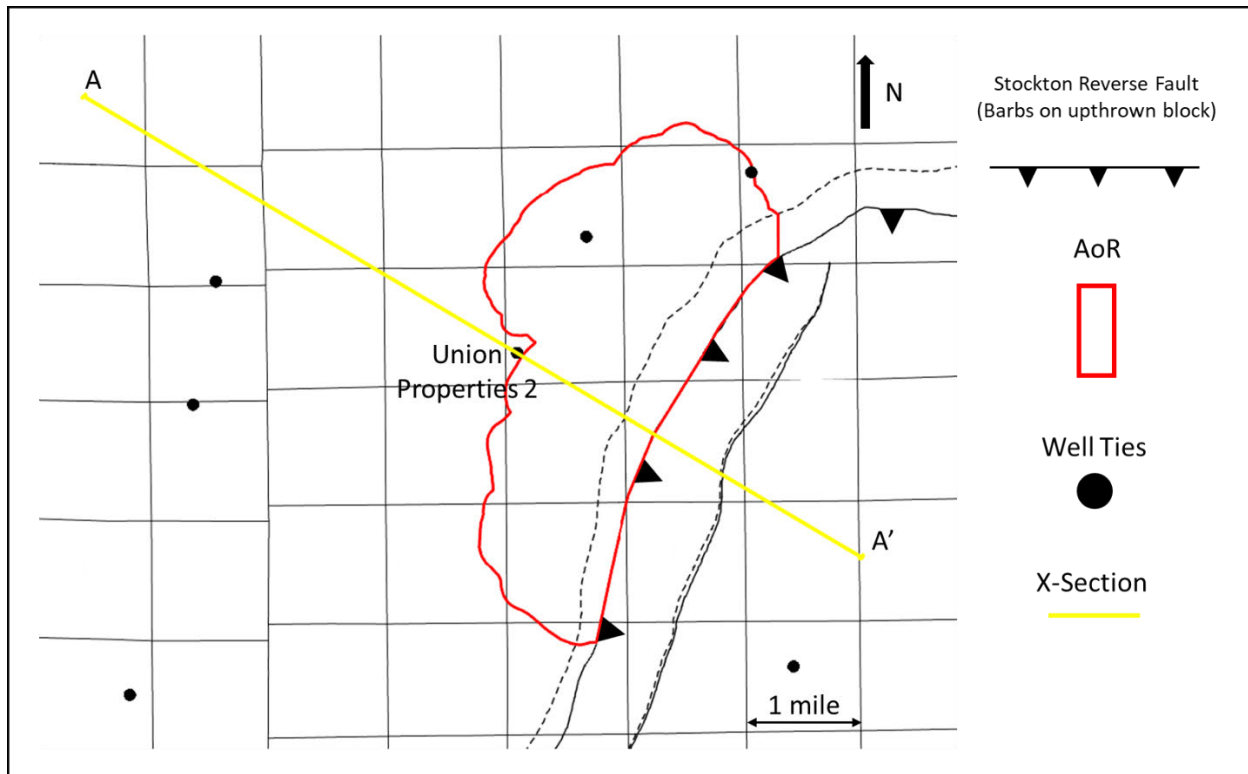 A
N
Union
Properties 2
A’
1 mile
Stockton Reverse Fault
(Barbs on upthrown block)
AoR
Well Ties
X-Section